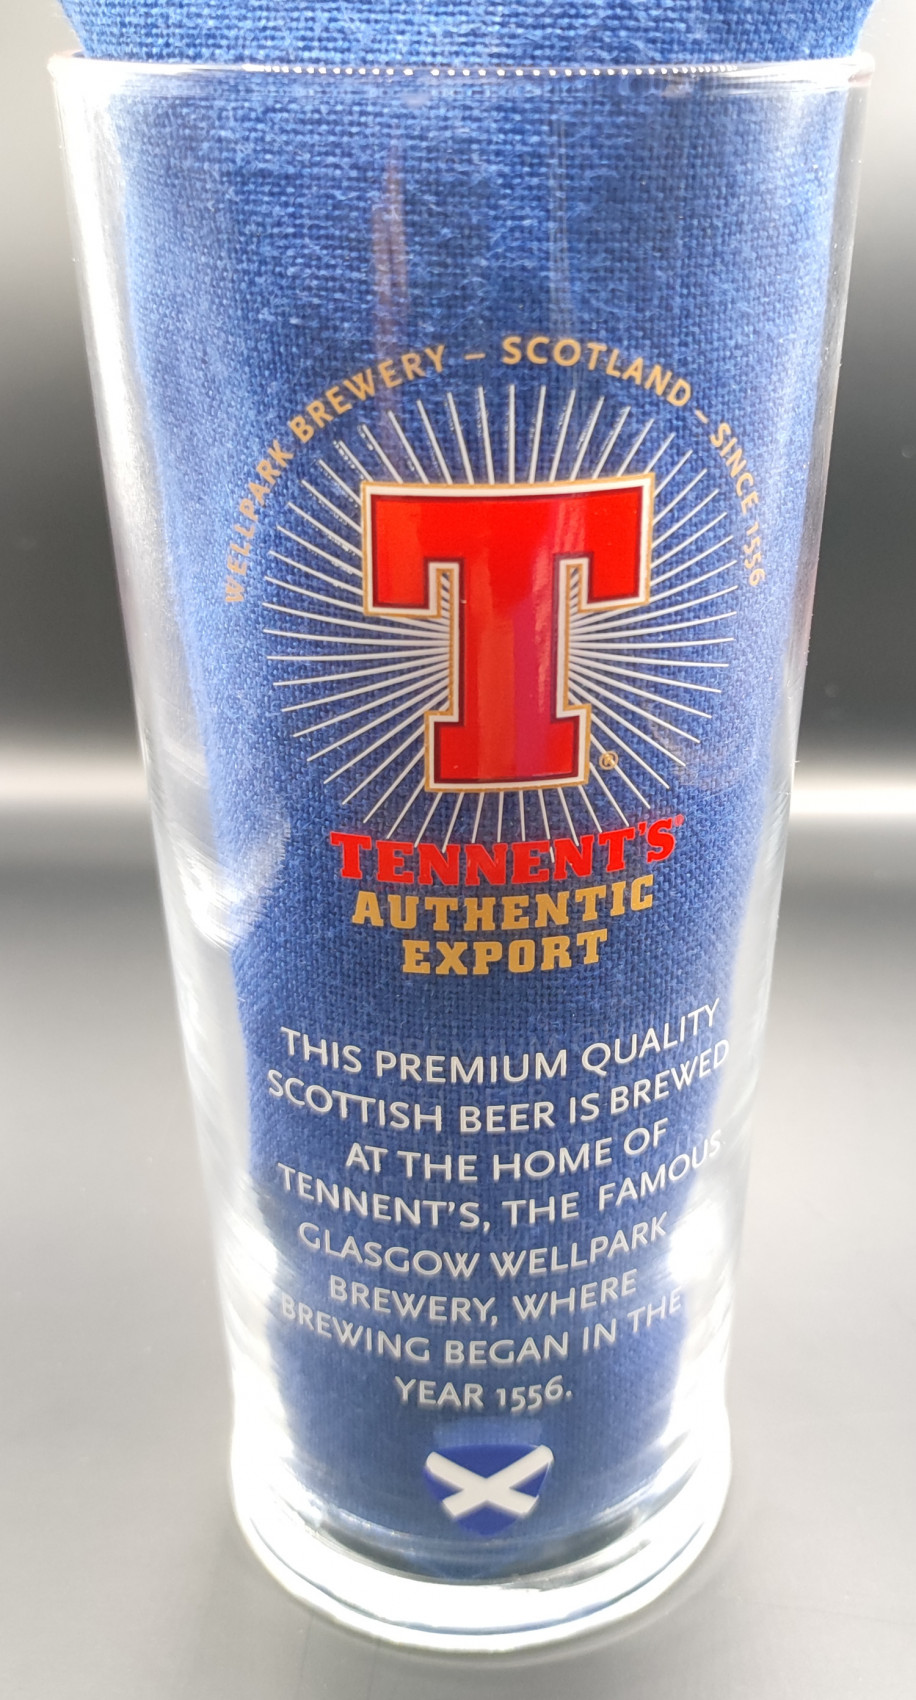 WELLPARK BREWERY – SCOTLAND – SINCE 1556
T®
TENNENT'S®
AUTHENTIC
EXPORT
THIS PREMIUM QUALITY
SCOTTISH BEER IS BREWED
AT THE HOME OF
TENNENT'S, THE FAMOUS
GLASGOW WELLPARK
BREWERY, WHERE
BREWING BEGAN IN THE
YEAR 1556.